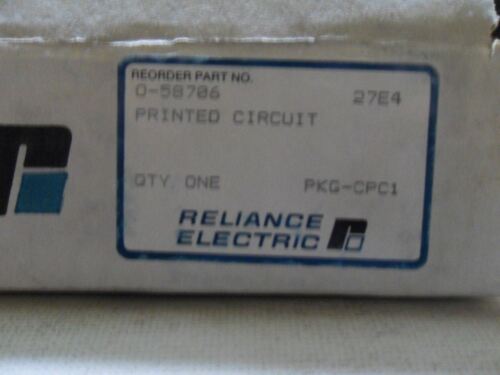 REORDER PART NO.
0-58706 27E4
PRINTED CIRCUIT
QTY. ONE PKG-CPC1
RELIANCE
ELECTRIC